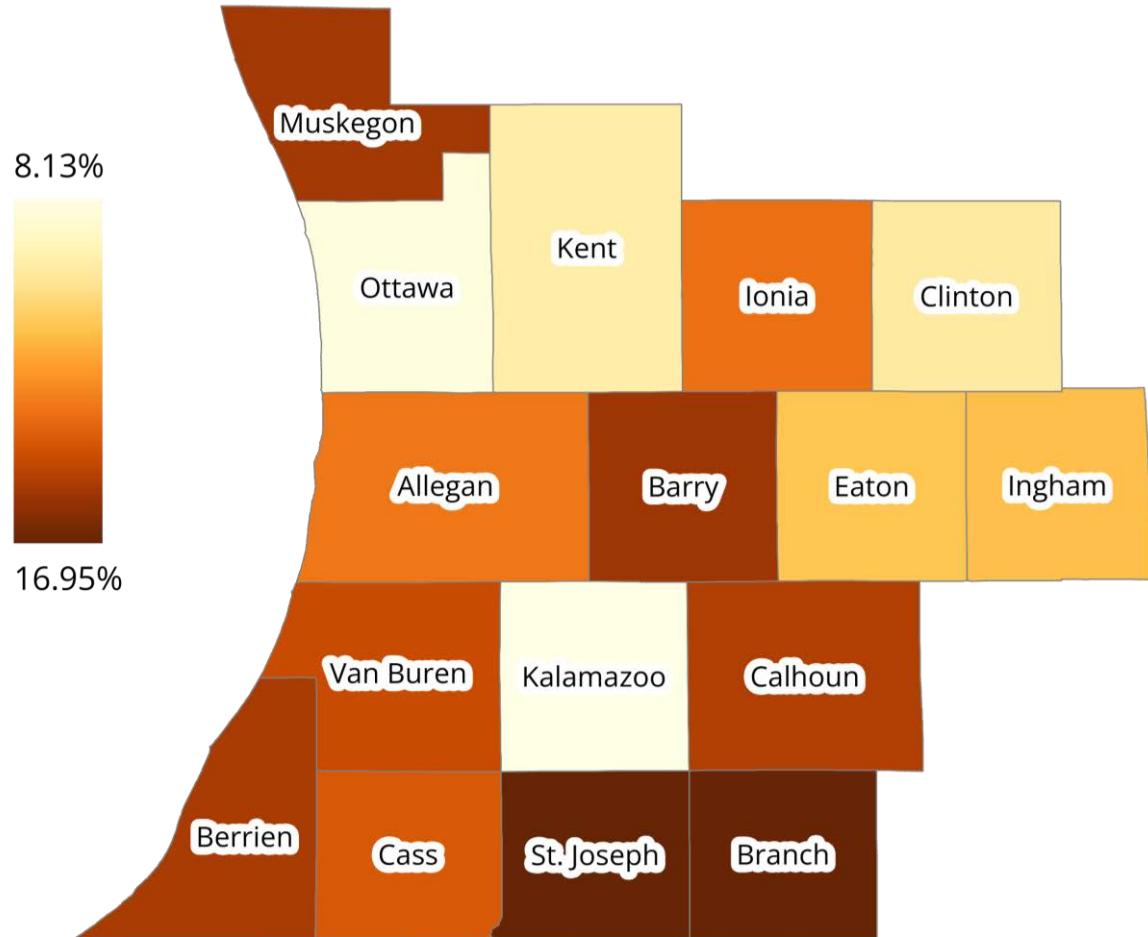 Muskegon
8.13%
Kent
Ottawa
Ionia
Clinton
Allegan
Barry
Eaton
Ingham
16.95%
Van Buren
Kalamazoo
Calhoun
Berrien
Cass
St. Joseph
Branch